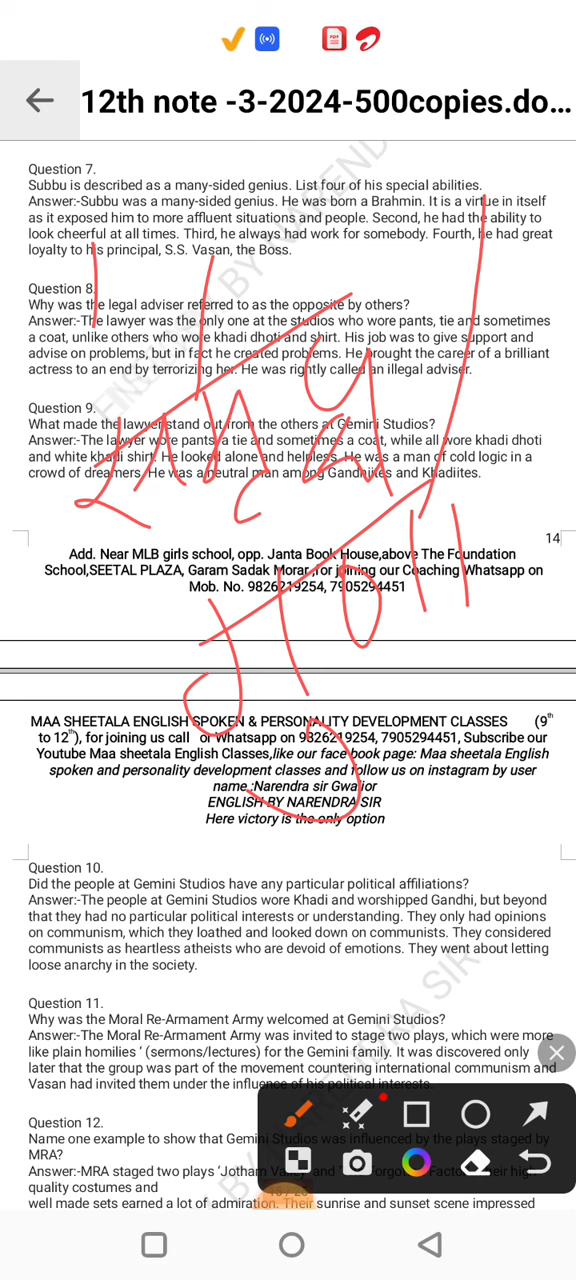 12th note -3-2024-500copies.do...
Question 7.
Subbu is described as a many-sided genius. List four of his special abilities.
Answer:-Subbu was a many-sided genius. He was born a Brahmin. It is a virtue in itself
as it exposed him to more affluent situations and people. Second, he had the ability to
look cheerful at all times. Third, he always had work for somebody. Fourth, he had great
loyalty to his principal, S.S. Vasan, the Boss.
Question 8.
Why was the legal adviser referred to as the opposite by others?
Answer:-The lawyer was the only one at the studios who wore pants, tie and sometimes
a coat, unlike others who wore khadi dhoti and shirt. His job was to give support and
advise on problems, but in fact he created problems. He brought the career of a brilliant
actress to an end by terrorizing her. He was rightly called an illegal adviser.
Question 9.
What made the lawyer stand out from the others at Gemini Studios?
Answer:-The lawyer wore pants a tie and sometimes a coat, while all wore khadi dhoti
and white khadi shirt. He looked alone and helpless. He was a man of cold logic in a
crowd of dreamers. He was a neutral man among Gandhiites and Khadiites.
14
Add. Near MLB girls school, opp. Janta Book House,above The Foundation
School,SEETAL PLAZA, Garam Sadak Morar ,for joining our Coaching Whatsapp on
Mob. No. 9826219254, 7905294451
MAA SHEETALA ENGLISH SPOKEN & PERSONALITY DEVELOPMENT CLASSES (9th
to 12th), for joining us call or Whatsapp on 9826219254, 7905294451, Subscribe our
Youtube Maa sheetala English Classes,like our face book page: Maa sheetala English
spoken and personality development classes and follow us on instagram by user
name :Narendra sir Gwalior
ENGLISH BY NARENDRA SIR
Here victory is the only option
Question 10.
Did the people at Gemini Studios have any particular political affiliations?
Answer:-The people at Gemini Studios wore Khadi and worshipped Gandhi, but beyond
that they had no particular political interests or understanding. They only had opinions
on communism, which they loathed and looked down on communists. They considered
communists as heartless atheists who are devoid of emotions. They went about letting
loose anarchy in the society.
Question 11.
Why was the Moral Re-Armament Army welcomed at Gemini Studios?
Answer:-The Moral Re-Armament Army was invited to stage two plays, which were more
like plain homilies ' (sermons/lectures) for the Gemini family. It was discovered only
later that the group was part of the movement countering international communism and
Vasan had invited them under the influence of his political interests.
Question 12.
Name one example to show that Gemini Studios was influenced by the plays staged by
MRA?
Answer:-MRA staged two plays 'Jotham Valley' and Forgotten Factor Their high
quality costumes and
well made sets earned a lot of admiration. Their sunrise and sunset scene impressed